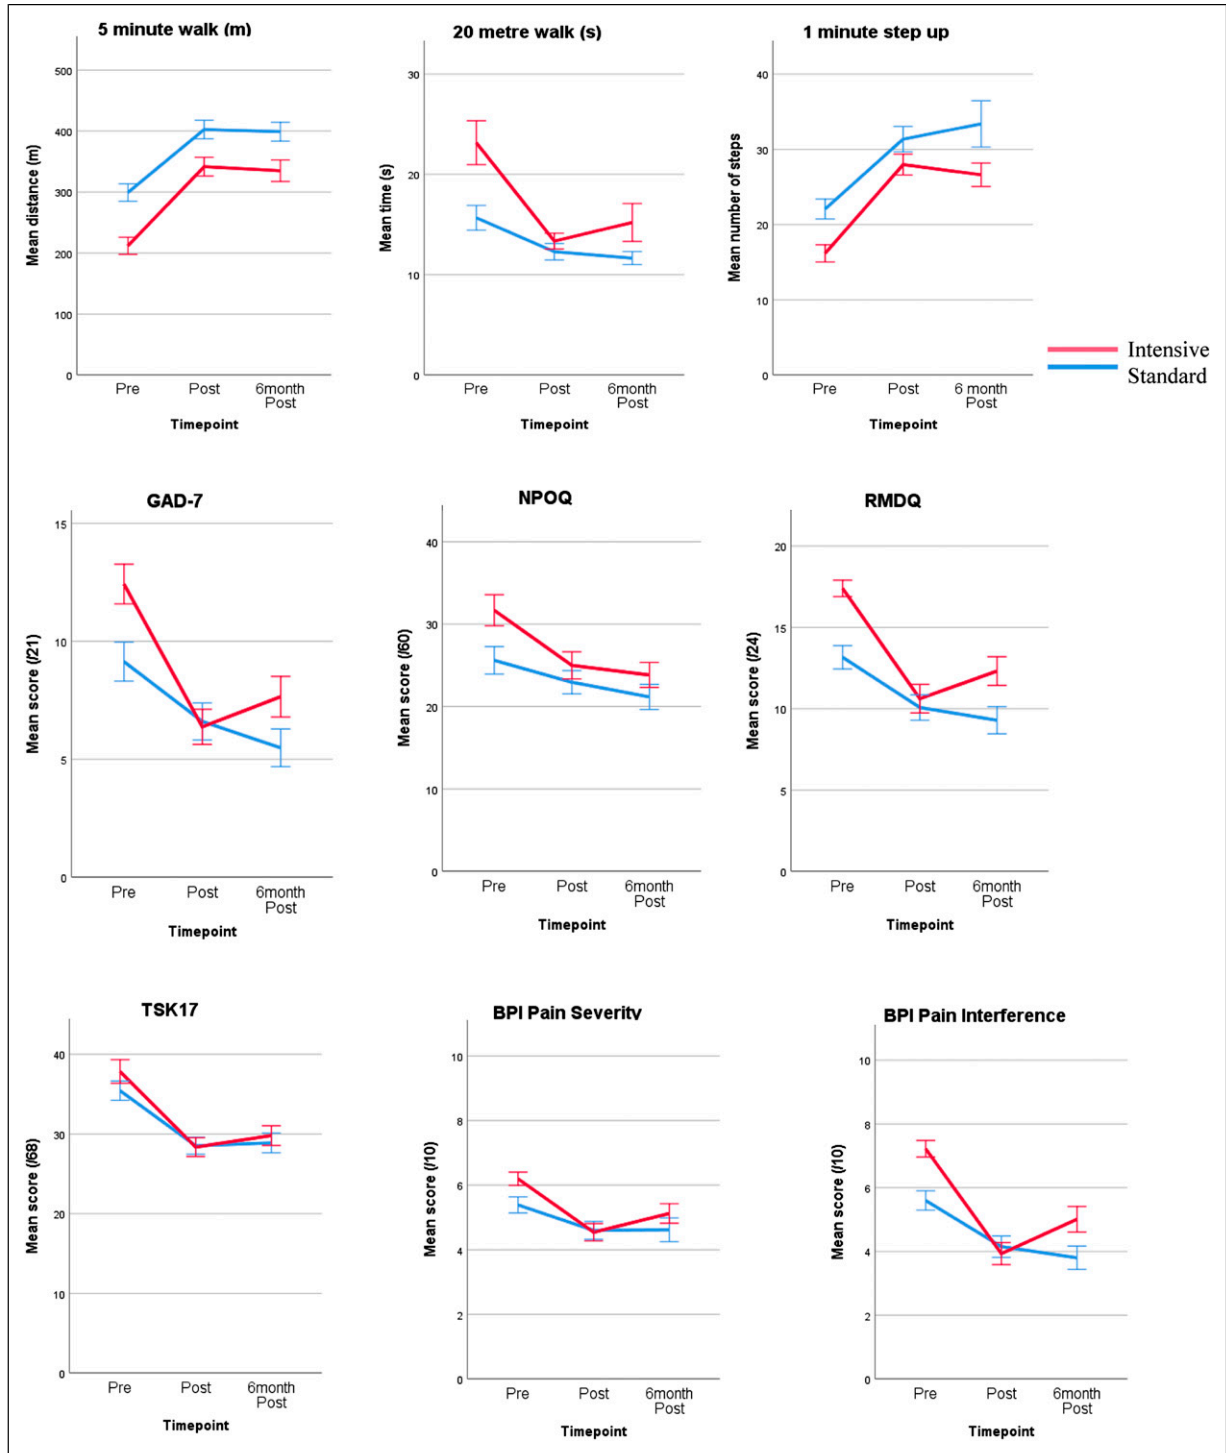 5 minute walk (m)
Mean distance (m)
500
400
300
200
100
0
Pre
Post
6month
Post
Timepoint
20 metre walk (s)
Mean time (s)
30
20
10
0
Pre
Post
6month
Post
Timepoint
1 minute step up
Mean number of steps
40
30
20
10
0
Pre
Post
6 month
Post
Timepoint
Intensive
Standard
GAD-7
Mean score (/21)
15
10
5
0
Pre
Post
6month
Post
Timepoint
NPOQ
Mean score (/60)
40
30
20
10
0
Pre
Post
6month
Post
Timepoint
RMDQ
Mean score (/24)
20
15
10
5
0
Pre
Post
6month
Post
Timepoint
TSK17
Mean score (/68)
40
30
20
10
0
Pre
Post
6month
Post
Timepoint
BPI Pain Severity
Mean score (/10)
10
8
6
4
2
0
Pre
Post
6month
Post
Timepoint
BPI Pain Interference
Mean score (/10)
10
8
6
4
2
0
Pre
Post
6month
Post
Timepoint